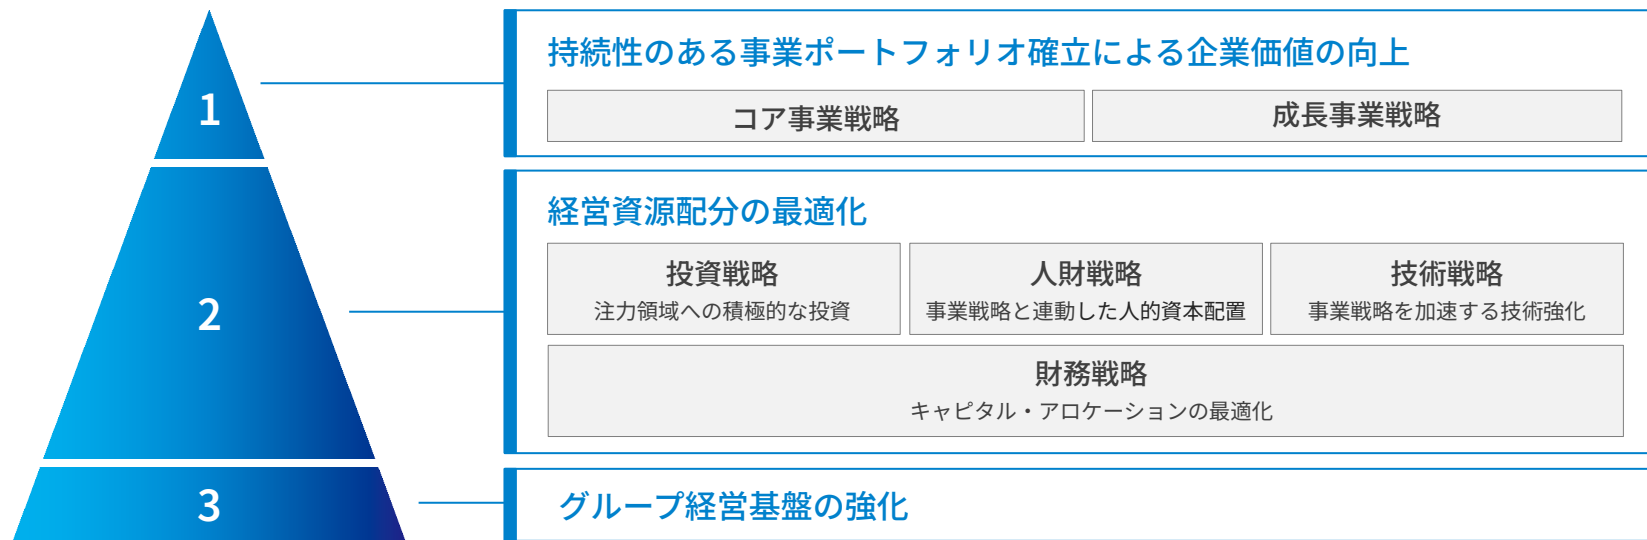 1
持続性のある事業ポートフォリオ確立による企業価値の向上
コア事業戦略
成長事業戦略
2
経営資源配分の最適化
投資戦略
注力領域への積極的な投資
人財戦略
事業戦略と連動した人的資本配置
技術戦略
事業戦略を加速する技術強化
財務戦略
キャピタル・アロケーションの最適化
3
グループ経営基盤の強化